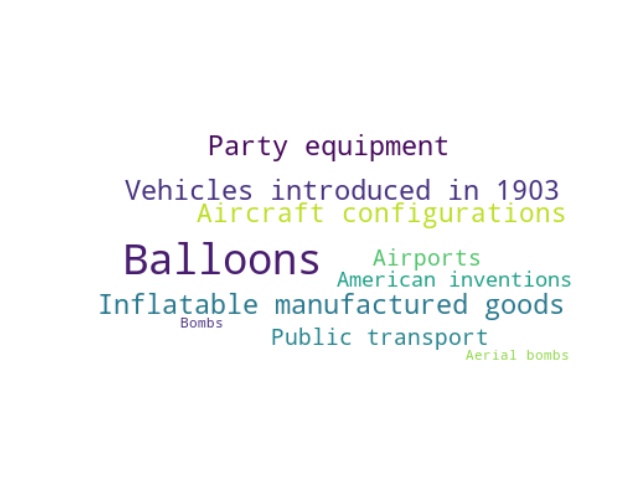 Party equipment
Vehicles introduced in 1903
Aircraft configurations
Balloons
Airports
American inventions
Inflatable manufactured goods
Bombs
Public transport
Aerial bombs